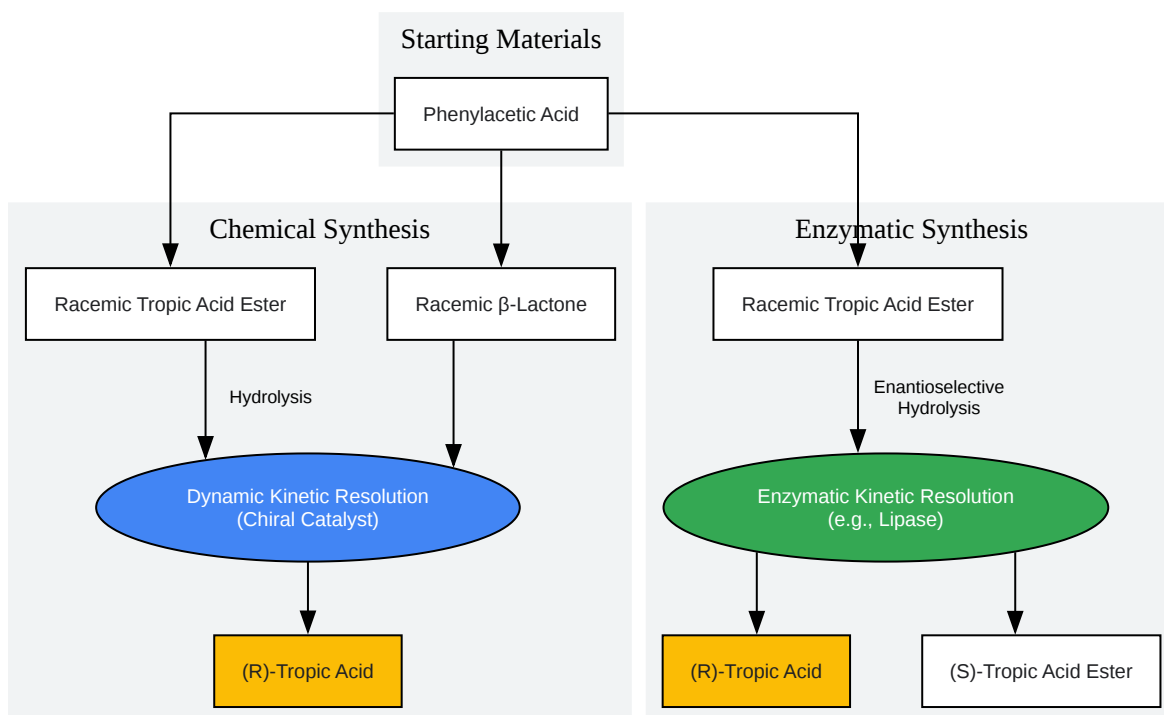 Starting Materials
Phenylacetic Acid
Chemical Synthesis
Enzymatic Synthesis
Racemic Tropic Acid Ester
Racemic β-Lactone
Racemic Tropic Acid Ester
Hydrolysis
Enantioselective
Hydrolysis
Dynamic Kinetic Resolution
(Chiral Catalyst)
Enzymatic Kinetic Resolution
(e.g., Lipase)
(R)-Tropic Acid
(R)-Tropic Acid
(S)-Tropic Acid Ester